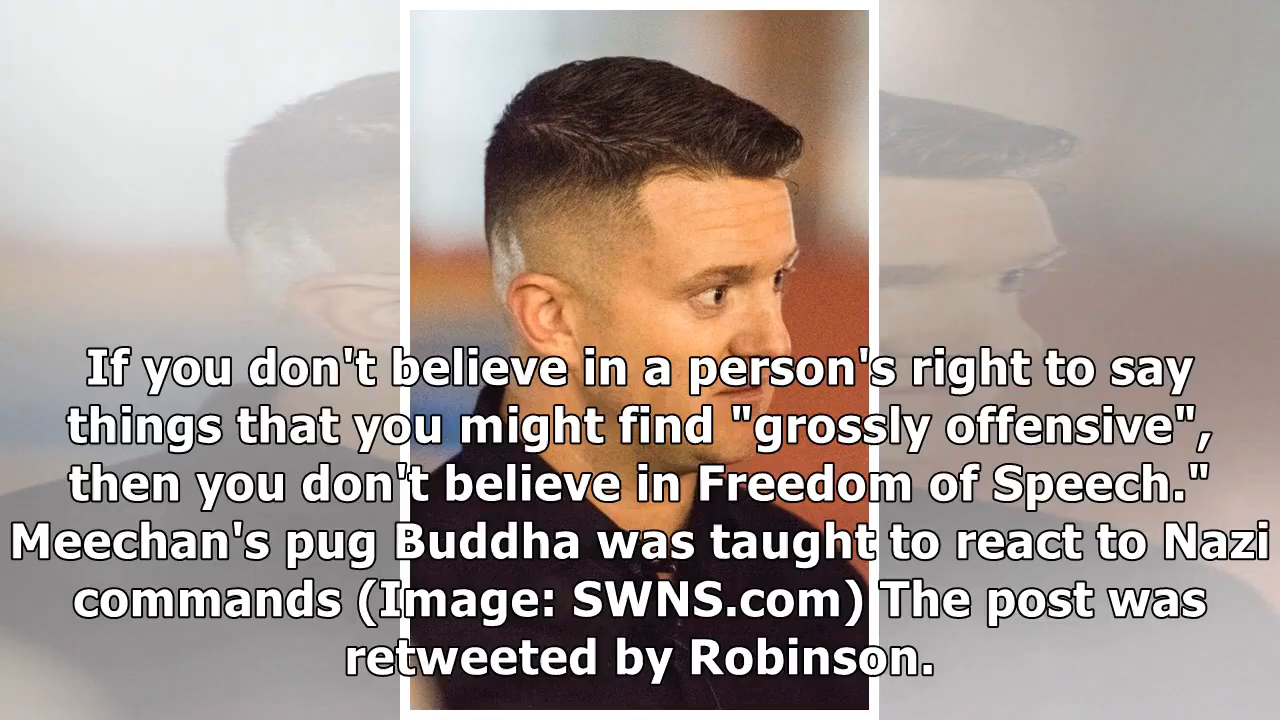 If you don't believe in a person's right to say
things that you might find "grossly offensive",
then you don't believe in Freedom of Speech."
Meechan's pug Buddha was taught to react to Nazi
commands (Image: SWNS.com) The post was
retweeted by Robinson.